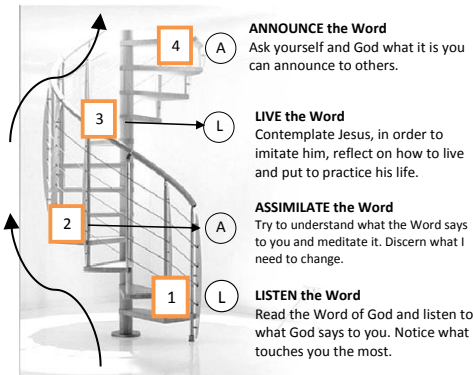 4
A
ANNOUNCE the Word
Ask yourself and God what it is you
can announce to others.
3
L
LIVE the Word
Contemplate Jesus, in order to
imitate him, reflect on how to live
and put to practice his life.
2
A
ASSIMILATE the Word
Try to understand what the Word says
to you and meditate it. Discern what I
need to change.
1
L
LISTEN the Word
Read the Word of God and listen to
what God says to you. Notice what
touches you the most.